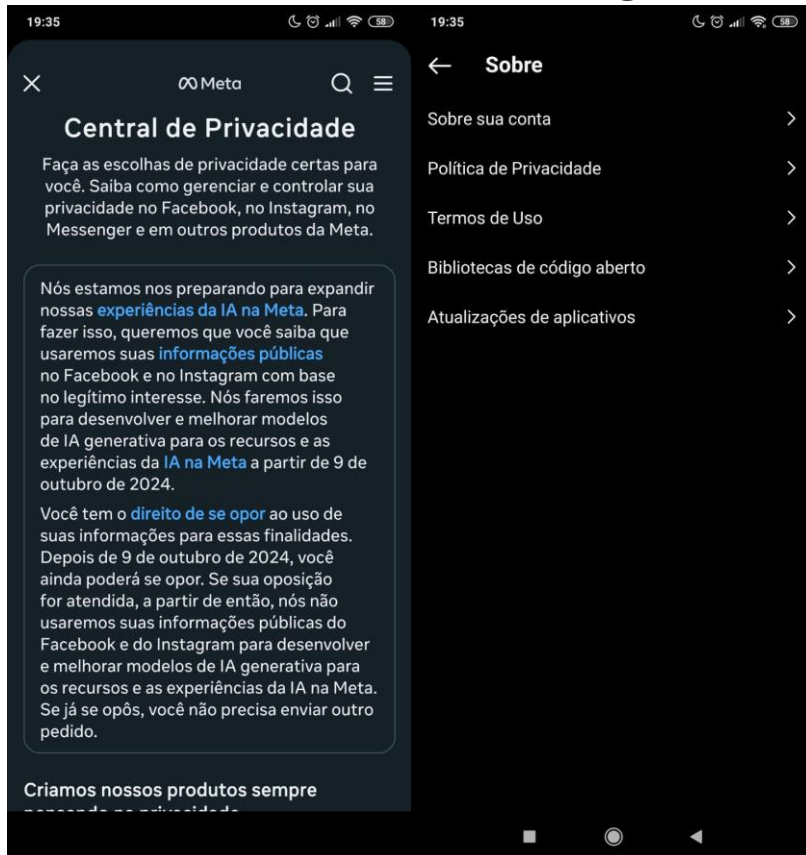 19:35
58
Meta
Central de Privacidade
Faça as escolhas de privacidade certas para
você. Saiba como gerenciar e controlar sua
privacidade no Facebook, no Instagram, no
Messenger e em outros produtos da Meta.
Nós estamos nos preparando para expandir
nossas experiências da IA na Meta. Para
fazer isso, queremos que você saiba que
usaremos suas informações públicas
no Facebook e no Instagram com base
no legítimo interesse. Nós faremos isso
para desenvolver e melhorar modelos
de IA generativa para os recursos e as
experiências da IA na Meta a partir de 9 de
outubro de 2024.
Você tem o direito de se opor ao uso de
suas informações para essas finalidades.
Depois de 9 de outubro de 2024, você
ainda poderá se opor. Se sua oposição
for atendida, a partir de então, nós não
usaremos suas informações públicas do
Facebook e do Instagram para desenvolver
e melhorar modelos de IA generativa para
os recursos e as experiências da IA na Meta.
Se já se opôs, você não precisa enviar outro
pedido.
Criamos nossos produtos sempre
19:35
58
Sobre
Sobre sua conta
Política de Privacidade
Termos de Uso
Bibliotecas de código aberto
Atualizações de aplicativos